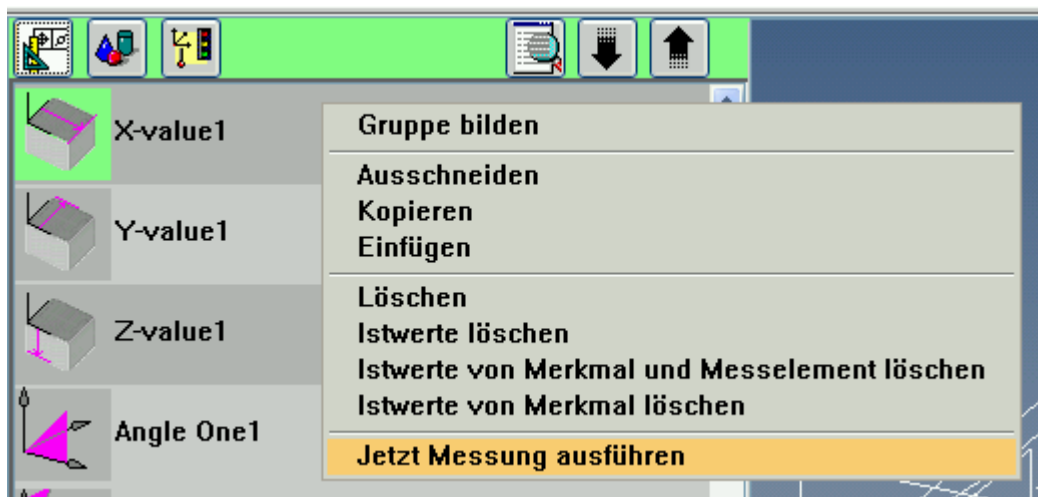 X-value1
Y-value1
Z-value1
Angle One1
Gruppe bilden
Ausschneiden
Kopieren
Einfügen
Löschen
Istwerte löschen
Istwerte von Merkmal und Messelement löschen
Istwerte von Merkmal löschen
Jetzt Messung ausführen